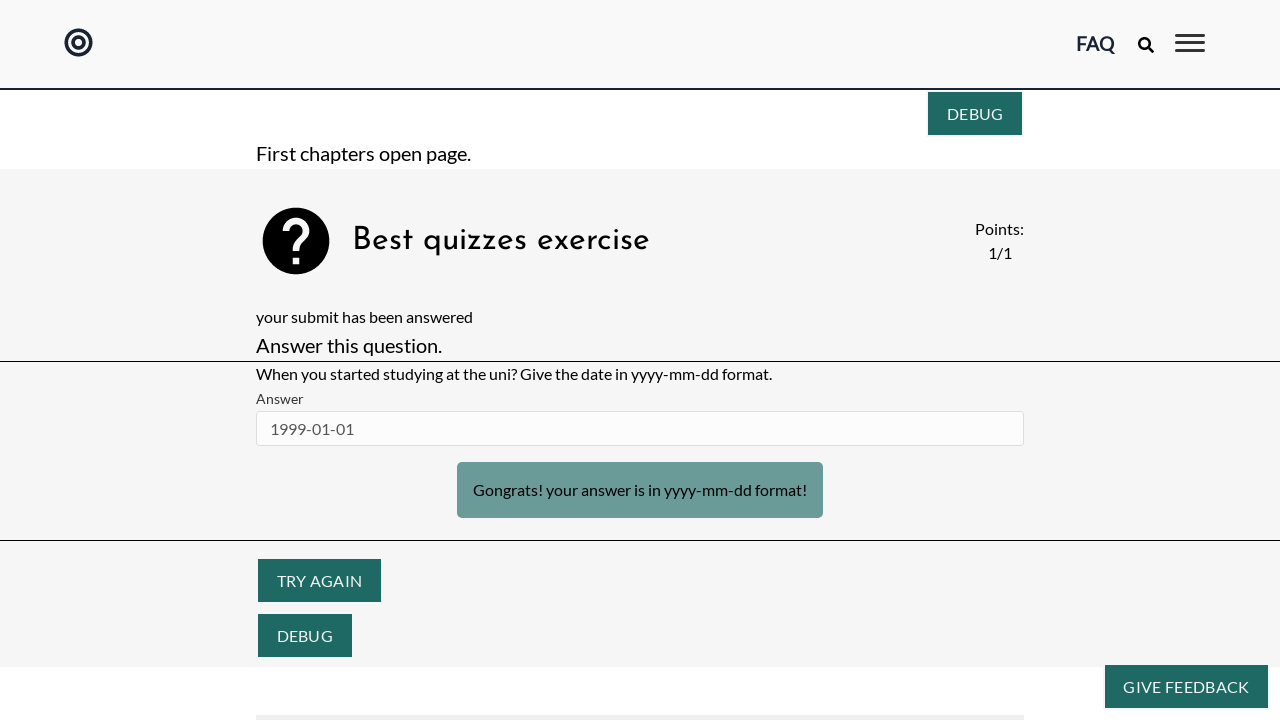 FAQ
DEBUG
First chapters open page.
Best quizzes exercise
Points:
1/1
your submit has been answered
Answer this question.
When you started studying at the uni? Give the date in yyyy-mm-dd format.
Answer
1999-01-01
Gongrats! your answer is in yyyy-mm-dd format!
TRY AGAIN
DEBUG
GIVE FEEDBACK